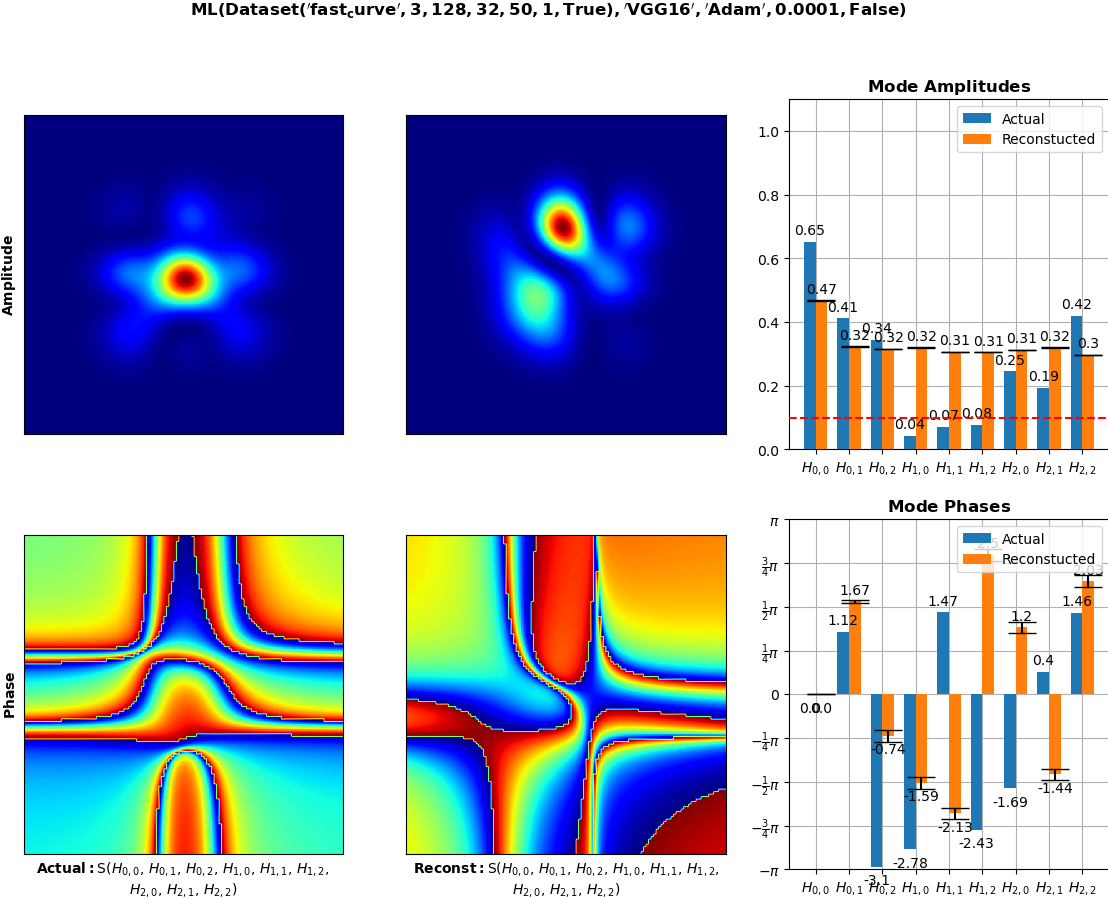 ML(Dataset('fast_curve', 3, 128, 32, 50, 1, True), 'VGG16', 'Adam', 0.0001, False)
Amplitude
Mode Amplitudes
Actual
Reconstucted
1.0
0.8
0.6
0.4
0.2
0.0
0.65
0.47
0.41
0.32
0.34
0.32
0.04
0.32
0.07
0.31
0.08
0.31
0.25
0.31
0.19
0.32
0.42
0.3
H0,0 H0,1 H0,2 H1,0 H1,1 H1,2 H2,0 H2,1 H2,2
Phase
Actual: S(H0,0, H0,1, H0,2, H1,0, H1,1, H1,2,
H2,0, H2,1, H2,2)
Reconst: S(H0,0, H0,1, H0,2, H1,0, H1,1, H1,2,
H2,0, H2,1, H2,2)
Mode Phases
Actual
Reconstucted
π
3/4π
1/2π
1/4π
0
−1/4π
−1/2π
−3/4π
−π
0.0
0.0
1.12
1.67
-3.1
-0.74
-2.78
-1.59
1.47
-2.13
-2.43
2.5
-1.69
1.2
0.4
-1.44
1.46
2.03
H0,0 H0,1 H0,2 H1,0 H1,1 H1,2 H2,0 H2,1 H2,2